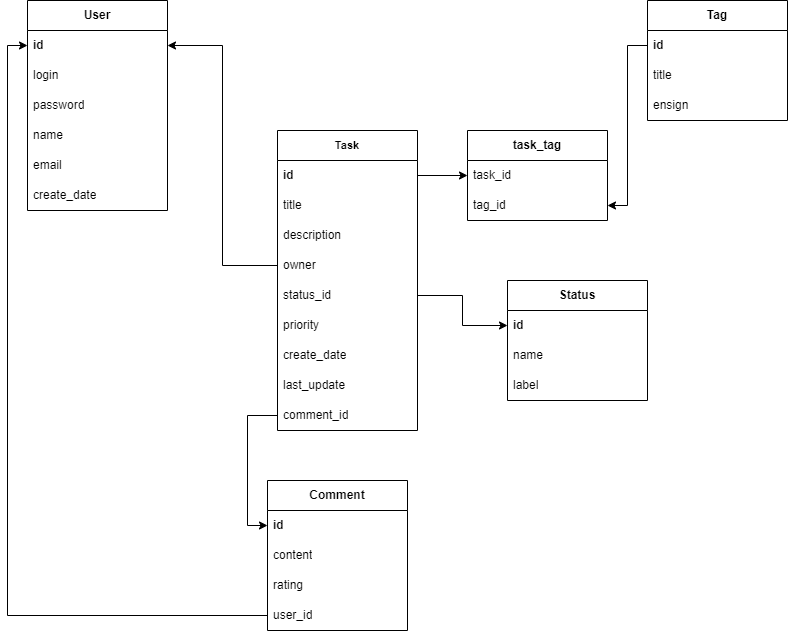 User
id
login
password
name
email
create_date
Tag
id
title
ensign
Task
id
title
description
owner
status_id
priority
create_date
last_update
comment_id
task_tag
task_id
tag_id
Status
id
name
label
Comment
id
content
rating
user_id